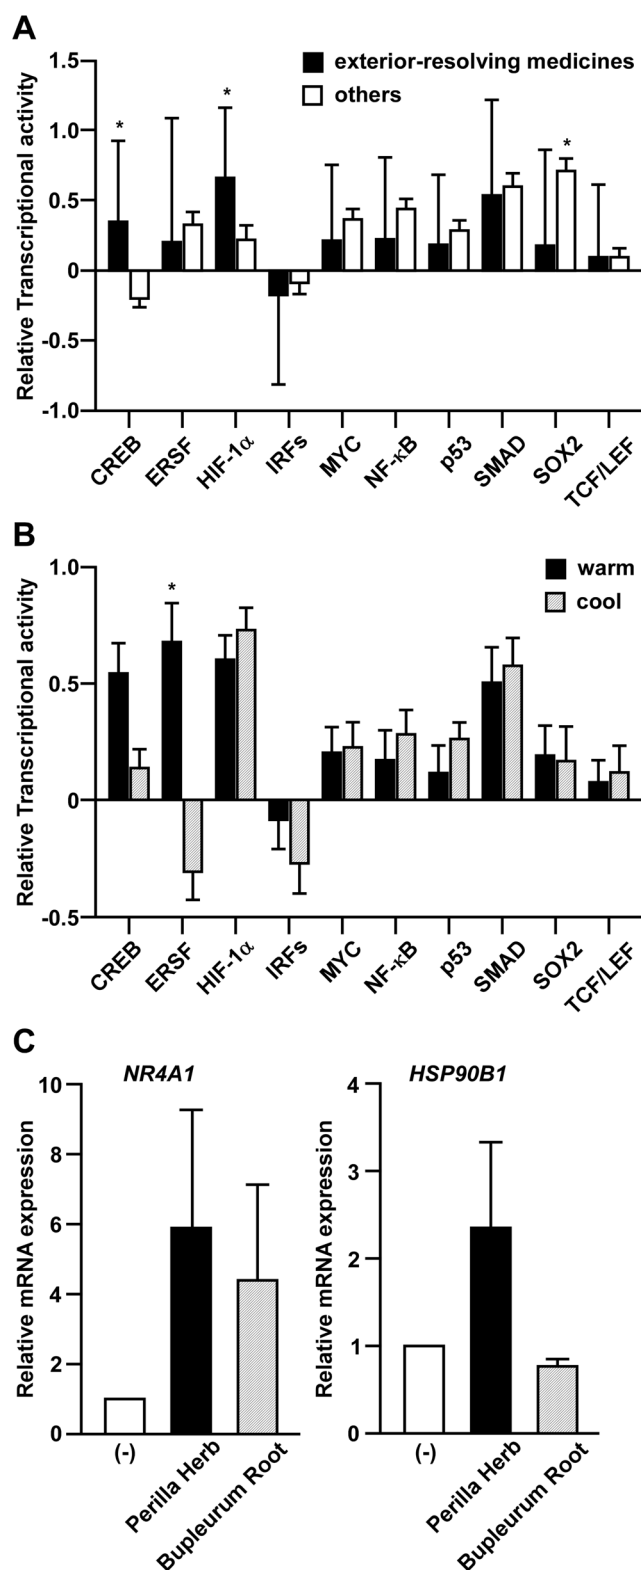 A
Relative Transcriptional activity
1.5
1.0
0.5
0
-0.5
-1.0
exterior-resolving medicines
others
*
*
*
CREB
ERSF
HIF-1α
IRFs
MYC
NF-κB
p53
SMAD
SOX2
TCF/LEF
B
Relative Transcriptional activity
1.0
0.5
0
-0.5
warm
cool
*
CREB
ERSF
HIF-1α
IRFs
MYC
NF-κB
p53
SMAD
SOX2
TCF/LEF
C
NR4A1
Relative mRNA expression
10
8
6
4
2
0
(-)
Perilla Herb
Bupleurum Root
HSP90B1
Relative mRNA expression
4
3
2
1
0
(-)
Perilla Herb
Bupleurum Root